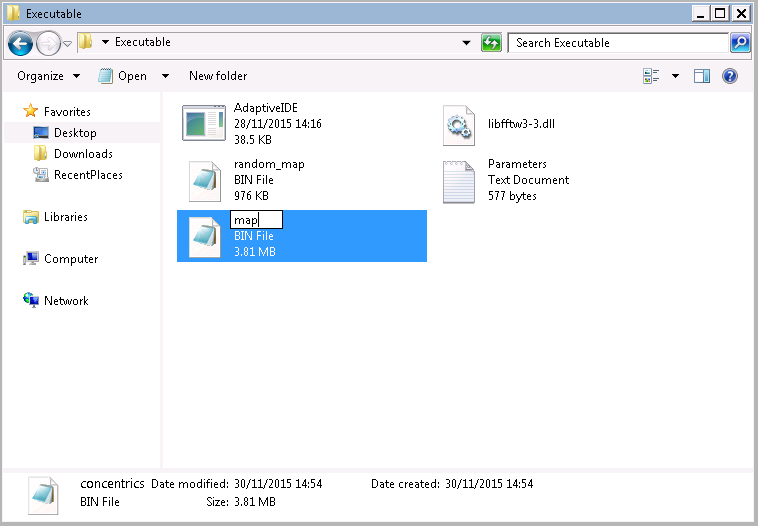 Executable
Executable
Search Executable
Organize
Open
New folder
Favorites
Desktop
Downloads
RecentPlaces
Libraries
Computer
Network
AdaptiveIDE
28/11/2015 14:16
38.5 KB
libfftw3-3.dll
random_map
BIN File
976 KB
Parameters
Text Document
577 bytes
map
BIN File
3.81 MB
concentrics Date modified: 30/11/2015 14:54 Date created: 30/11/2015 14:54
BIN File Size: 3.81 MB